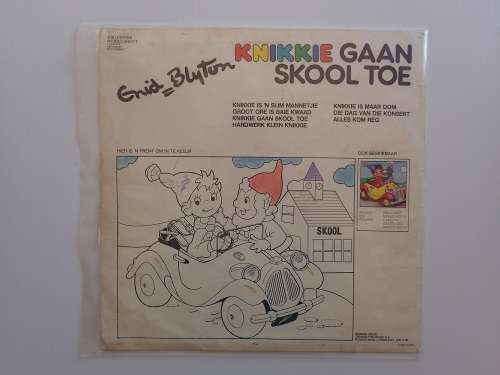 KNIKKIE GAAN
SKOOL TOE
Enid Blyton
KNIKKIE IS 'N SLIM MANNETJIE
GROOT ORE IS BAIE KWAAD
KNIKKIE GAAN SKOOL TOE
HANDWERK KLEIN KNIKKIE
KNIKKIE IS MAAR DOM
DIE DAG VAN DIE KONSERT
ALLES KOM REG
HIER IS 'N PRENT OM IN TE KLEUR
OOK BESKIKBAAR
SKOOL